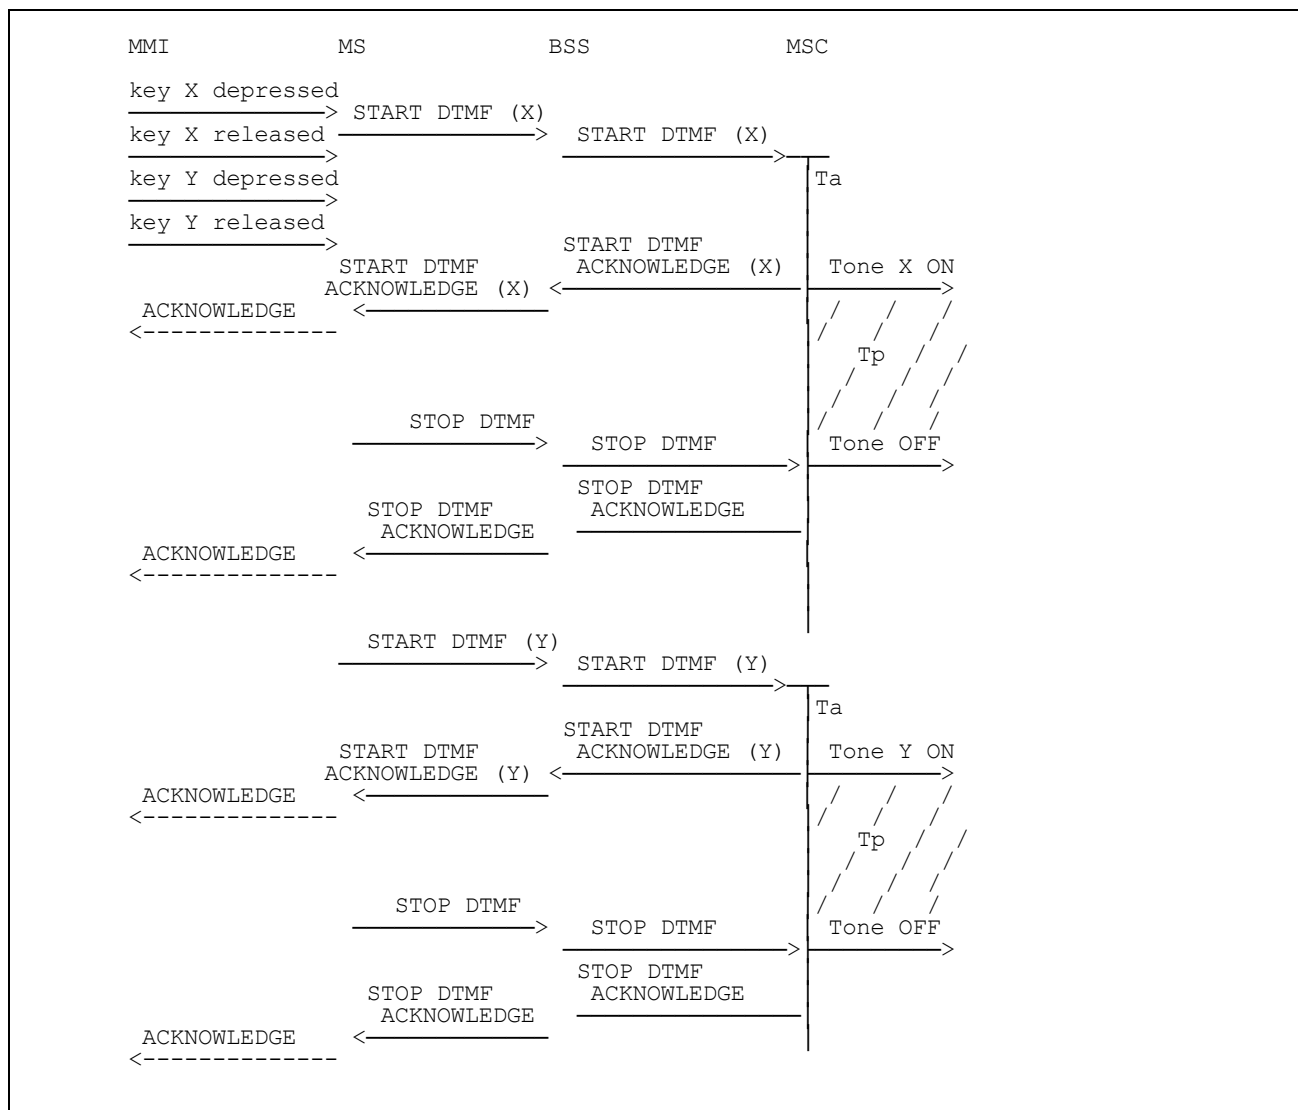 MMI MS BSS MSC
key X depressed
START DTMF (X)
key X released START DTMF (X)
key Y depressed Ta
key Y released
START DTMF
START DTMF ACKNOWLEDGE (X) Tone X ON
ACKNOWLEDGE (X)
ACKNOWLEDGE
Tp
STOP DTMF
STOP DTMF Tone OFF
STOP DTMF
STOP DTMF ACKNOWLEDGE
ACKNOWLEDGE
ACKNOWLEDGE
START DTMF (Y)
START DTMF (Y)
Ta
START DTMF
START DTMF ACKNOWLEDGE (Y) Tone Y ON
ACKNOWLEDGE (Y)
ACKNOWLEDGE
Tp
STOP DTMF
STOP DTMF Tone OFF
STOP DTMF
STOP DTMF ACKNOWLEDGE
ACKNOWLEDGE
ACKNOWLEDGE